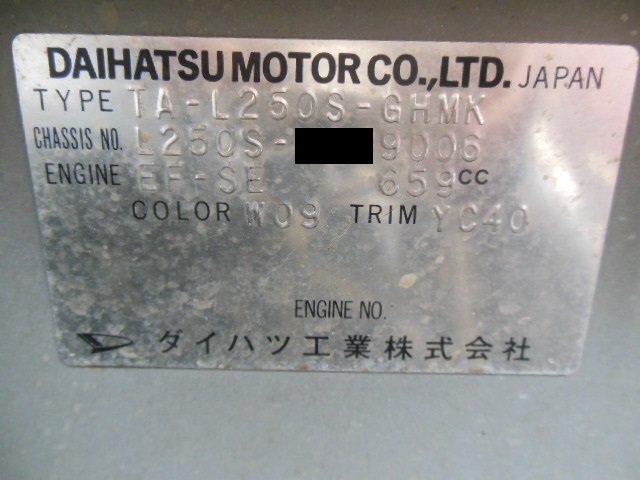 DAIHATSU MOTOR CO., LTD. JAPAN
TYPE TA-L250S-GHMK
CHASSIS NO. L250S- 9006
ENGINE EF-SE 659CC
COLOR W09 TRIM YC40
ENGINE NO.
ダイハツ工業株式会社